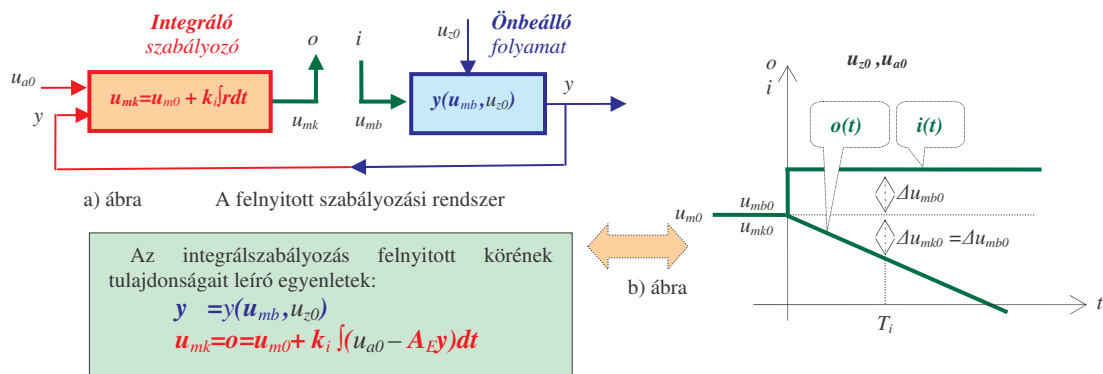 Integráló
szabályozó
o
i
u_z0
Önbeálló
folyamat
u_a0
y
u_mk=u_m0 + k_i∫rdt
u_mk
u_mb
y(u_mb,u_z0)
y
a) ábra
A felnyitott szabályozási rendszer
Az integrálszabályozás felnyitott körének
tulajdonságait leíró egyenletek:
y =y(u_mb,u_z0)
u_mk=o=u_m0+ k_i ∫(u_a0 – A_E y)dt
b) ábra
o
i
u_z0 ,u_a0
o(t)
i(t)
u_mb0
Δu_mb0
u_m0
u_mk0
Δu_mk0 = Δu_mb0
T_i
t